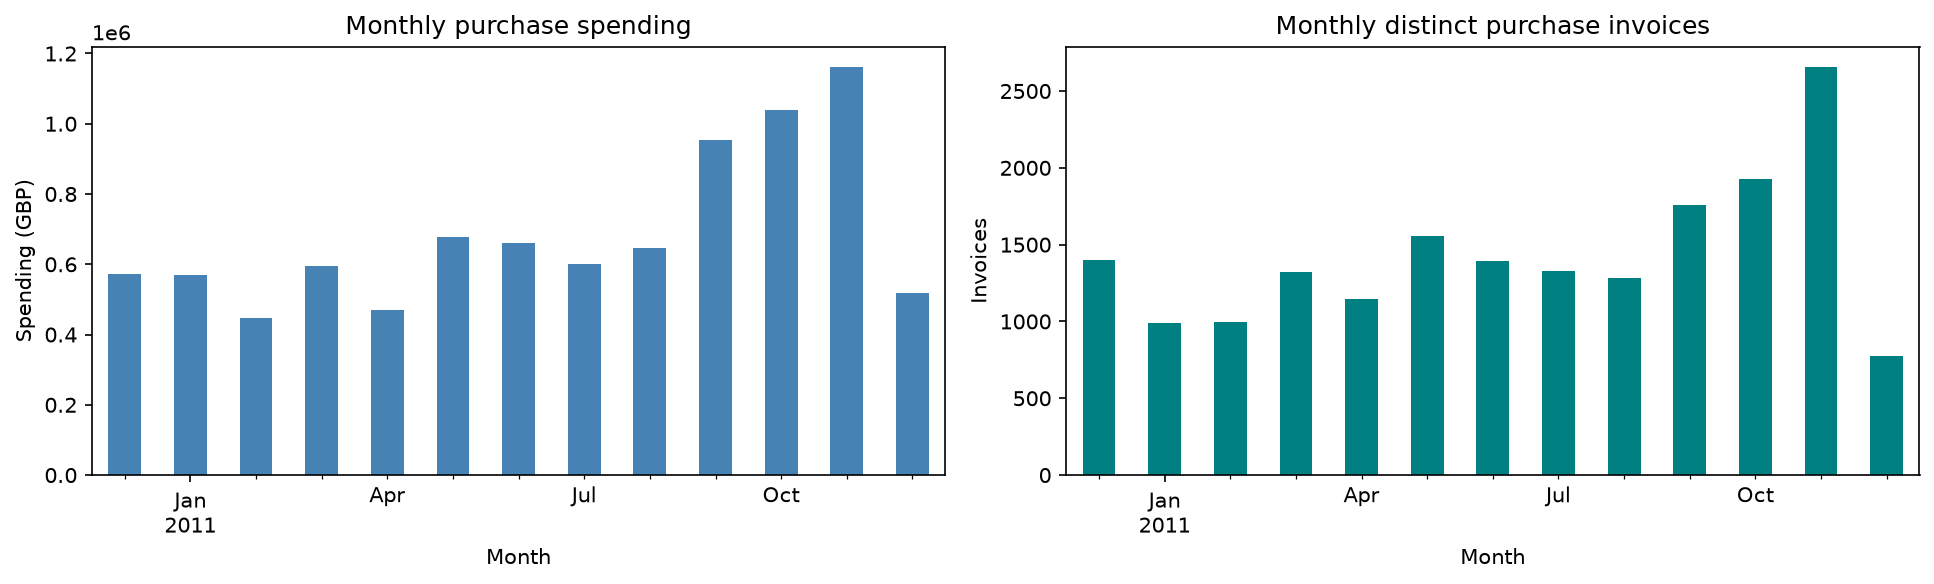 Monthly purchase spending
1e6
1.2
1.0
0.8
0.6
0.4
0.2
0.0
Spending (GBP)
Jan
2011
Apr
Jul
Oct
Month
Monthly distinct purchase invoices
2500
2000
1500
1000
500
0
Invoices
Jan
2011
Apr
Jul
Oct
Month